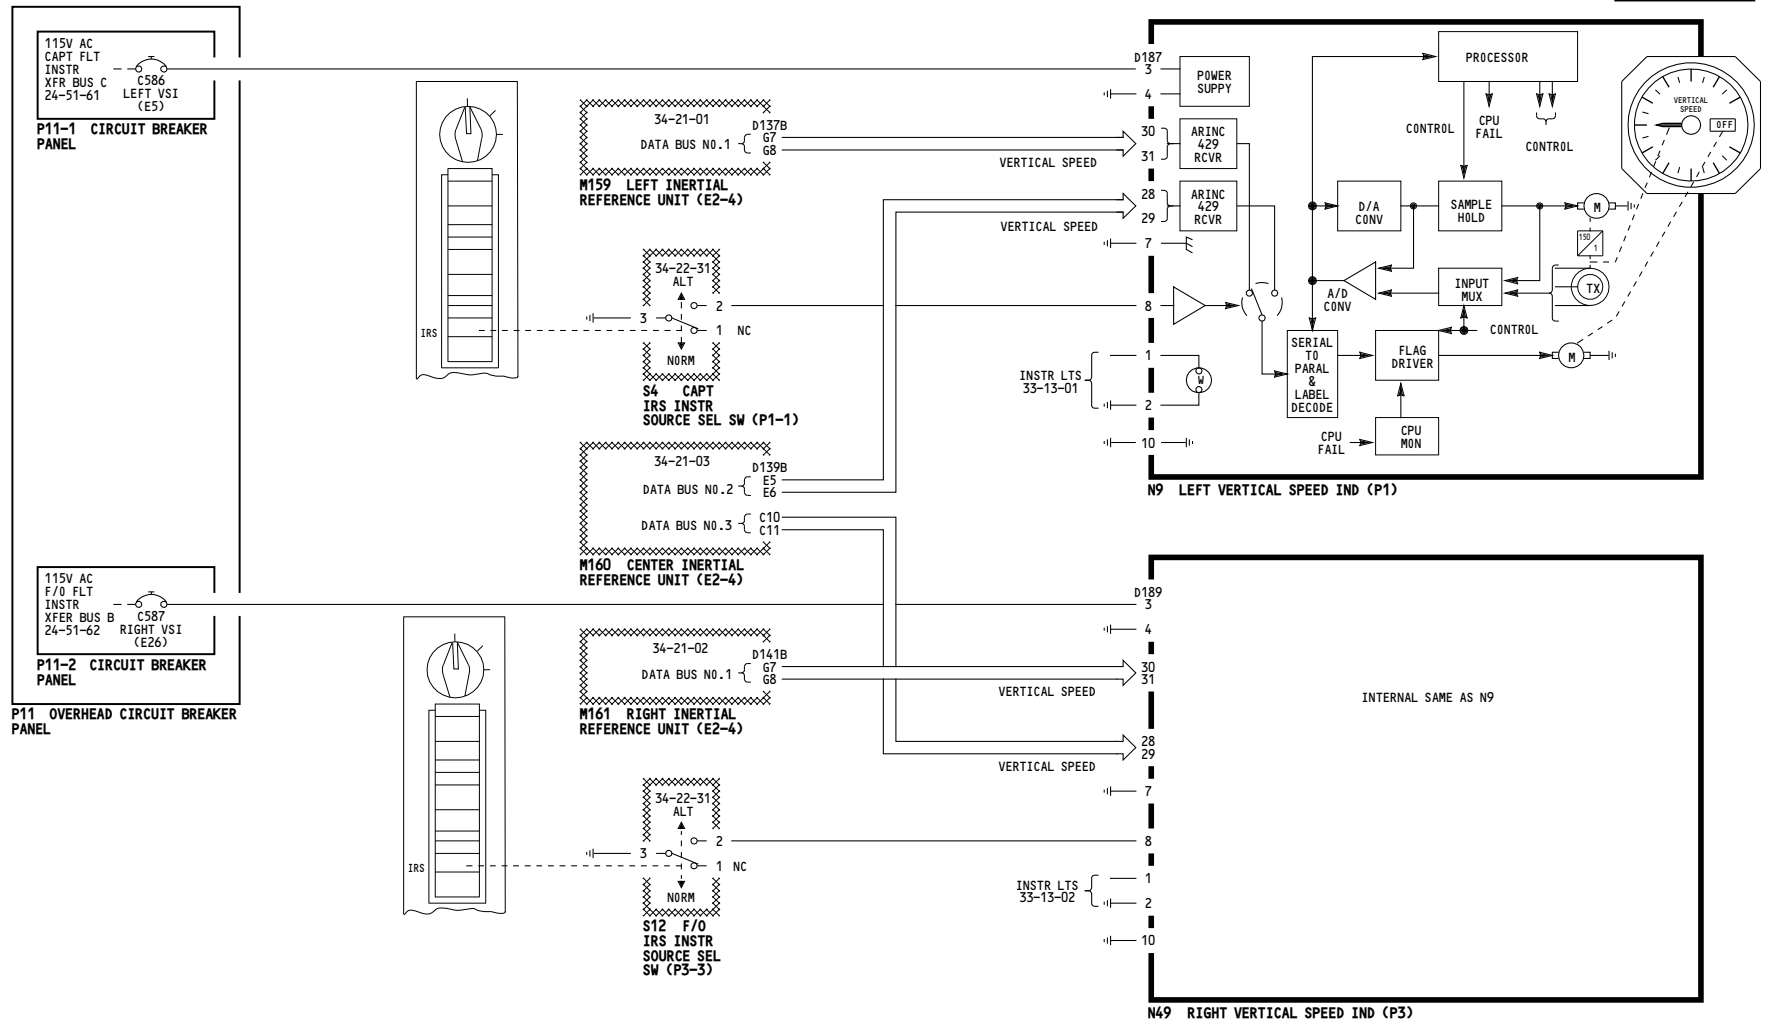 115V AC
CAPT FLT
INSTR
XFR BUS C
24-51-61
C586
LEFT VSI
(E5)
P11-1 CIRCUIT BREAKER
PANEL
115V AC
F/O FLT
INSTR
XFER BUS B
24-51-62
C587
RIGHT VSI
(E26)
P11-2 CIRCUIT BREAKER
PANEL
P11 OVERHEAD CIRCUIT BREAKER
PANEL
IRS
34-21-01
D137B
DATA BUS NO.1
G7
G8
M159 LEFT INERTIAL
REFERENCE UNIT (E2-4)
34-22-31
ALT
2
3
1 NC
NORM
S4 CAPT
IRS INSTR
SOURCE SEL SW (P1-1)
34-21-03
D139B
DATA BUS NO.2
E5
E6
DATA BUS NO.3
C10
C11
M160 CENTER INERTIAL
REFERENCE UNIT (E2-4)
34-21-02
D141B
DATA BUS NO.1
G7
G8
M161 RIGHT INERTIAL
REFERENCE UNIT (E2-4)
IRS
34-22-31
ALT
2
3
1 NC
NORM
S12 F/O
IRS INSTR
SOURCE SEL
SW (P3-3)
VERTICAL SPEED
VERTICAL SPEED
INSTR LTS
33-13-01
D187
3
4
30
31
28
29
7
8
1
2
10
POWER
SUPPLY
ARINC
429
RCVR
ARINC
429
RCVR
W
PROCESSOR
CONTROL
CPU
FAIL
CONTROL
D/A
CONV
SAMPLE
HOLD
M
150
1
A/D
CONV
INPUT
MUX
TX
CONTROL
SERIAL
TO
PARAL
&
LABEL
DECODE
FLAG
DRIVER
M
CPU
FAIL
CPU
MON
VERTICAL
SPEED
OFF
N9 LEFT VERTICAL SPEED IND (P1)
VERTICAL SPEED
VERTICAL SPEED
INSTR LTS
33-13-02
D189
3
4
30
31
28
29
7
8
1
2
10
INTERNAL SAME AS N9
N49 RIGHT VERTICAL SPEED IND (P3)